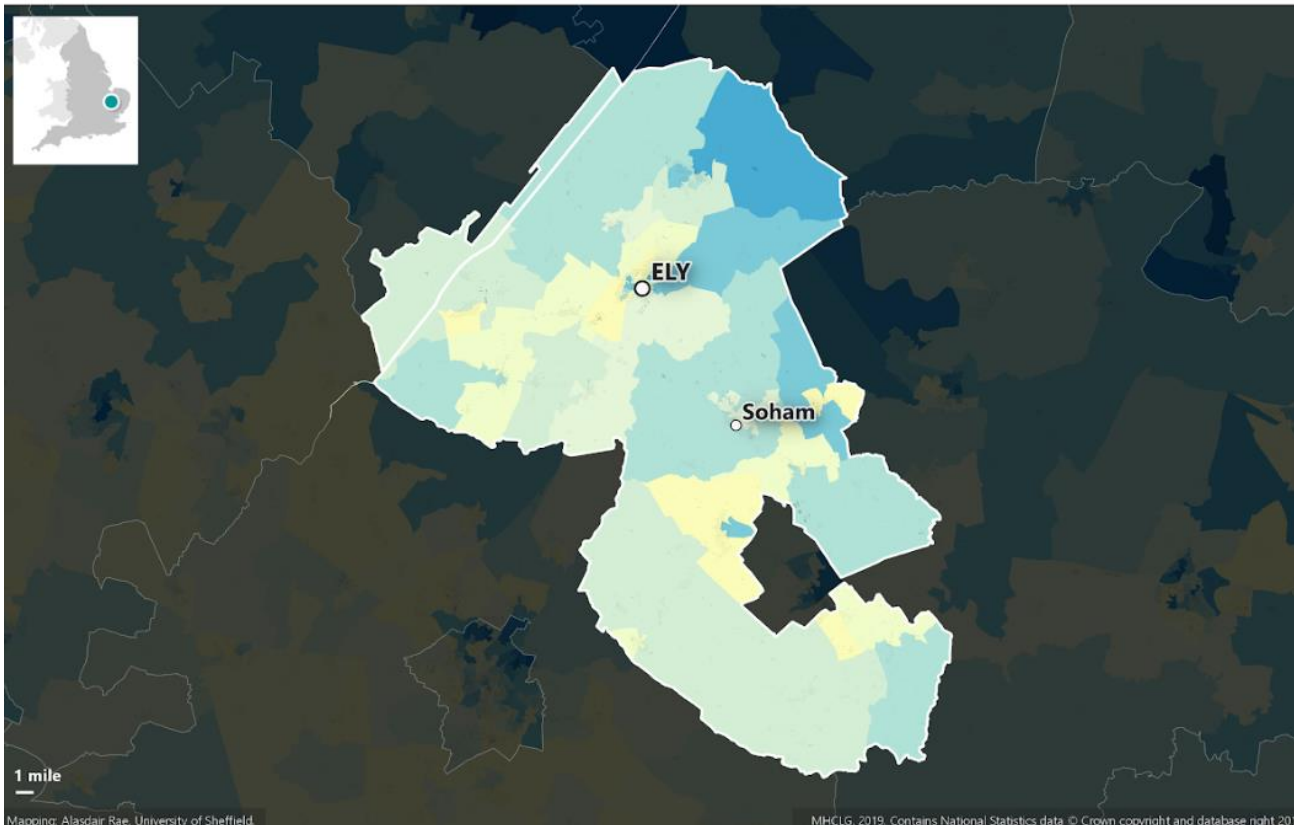 ELY
Soham
1 mile
Mapping: Alasdair Rae, University of Sheffield.
MHCLG, 2019. Contains National Statistics data © Crown copyright and database right 201